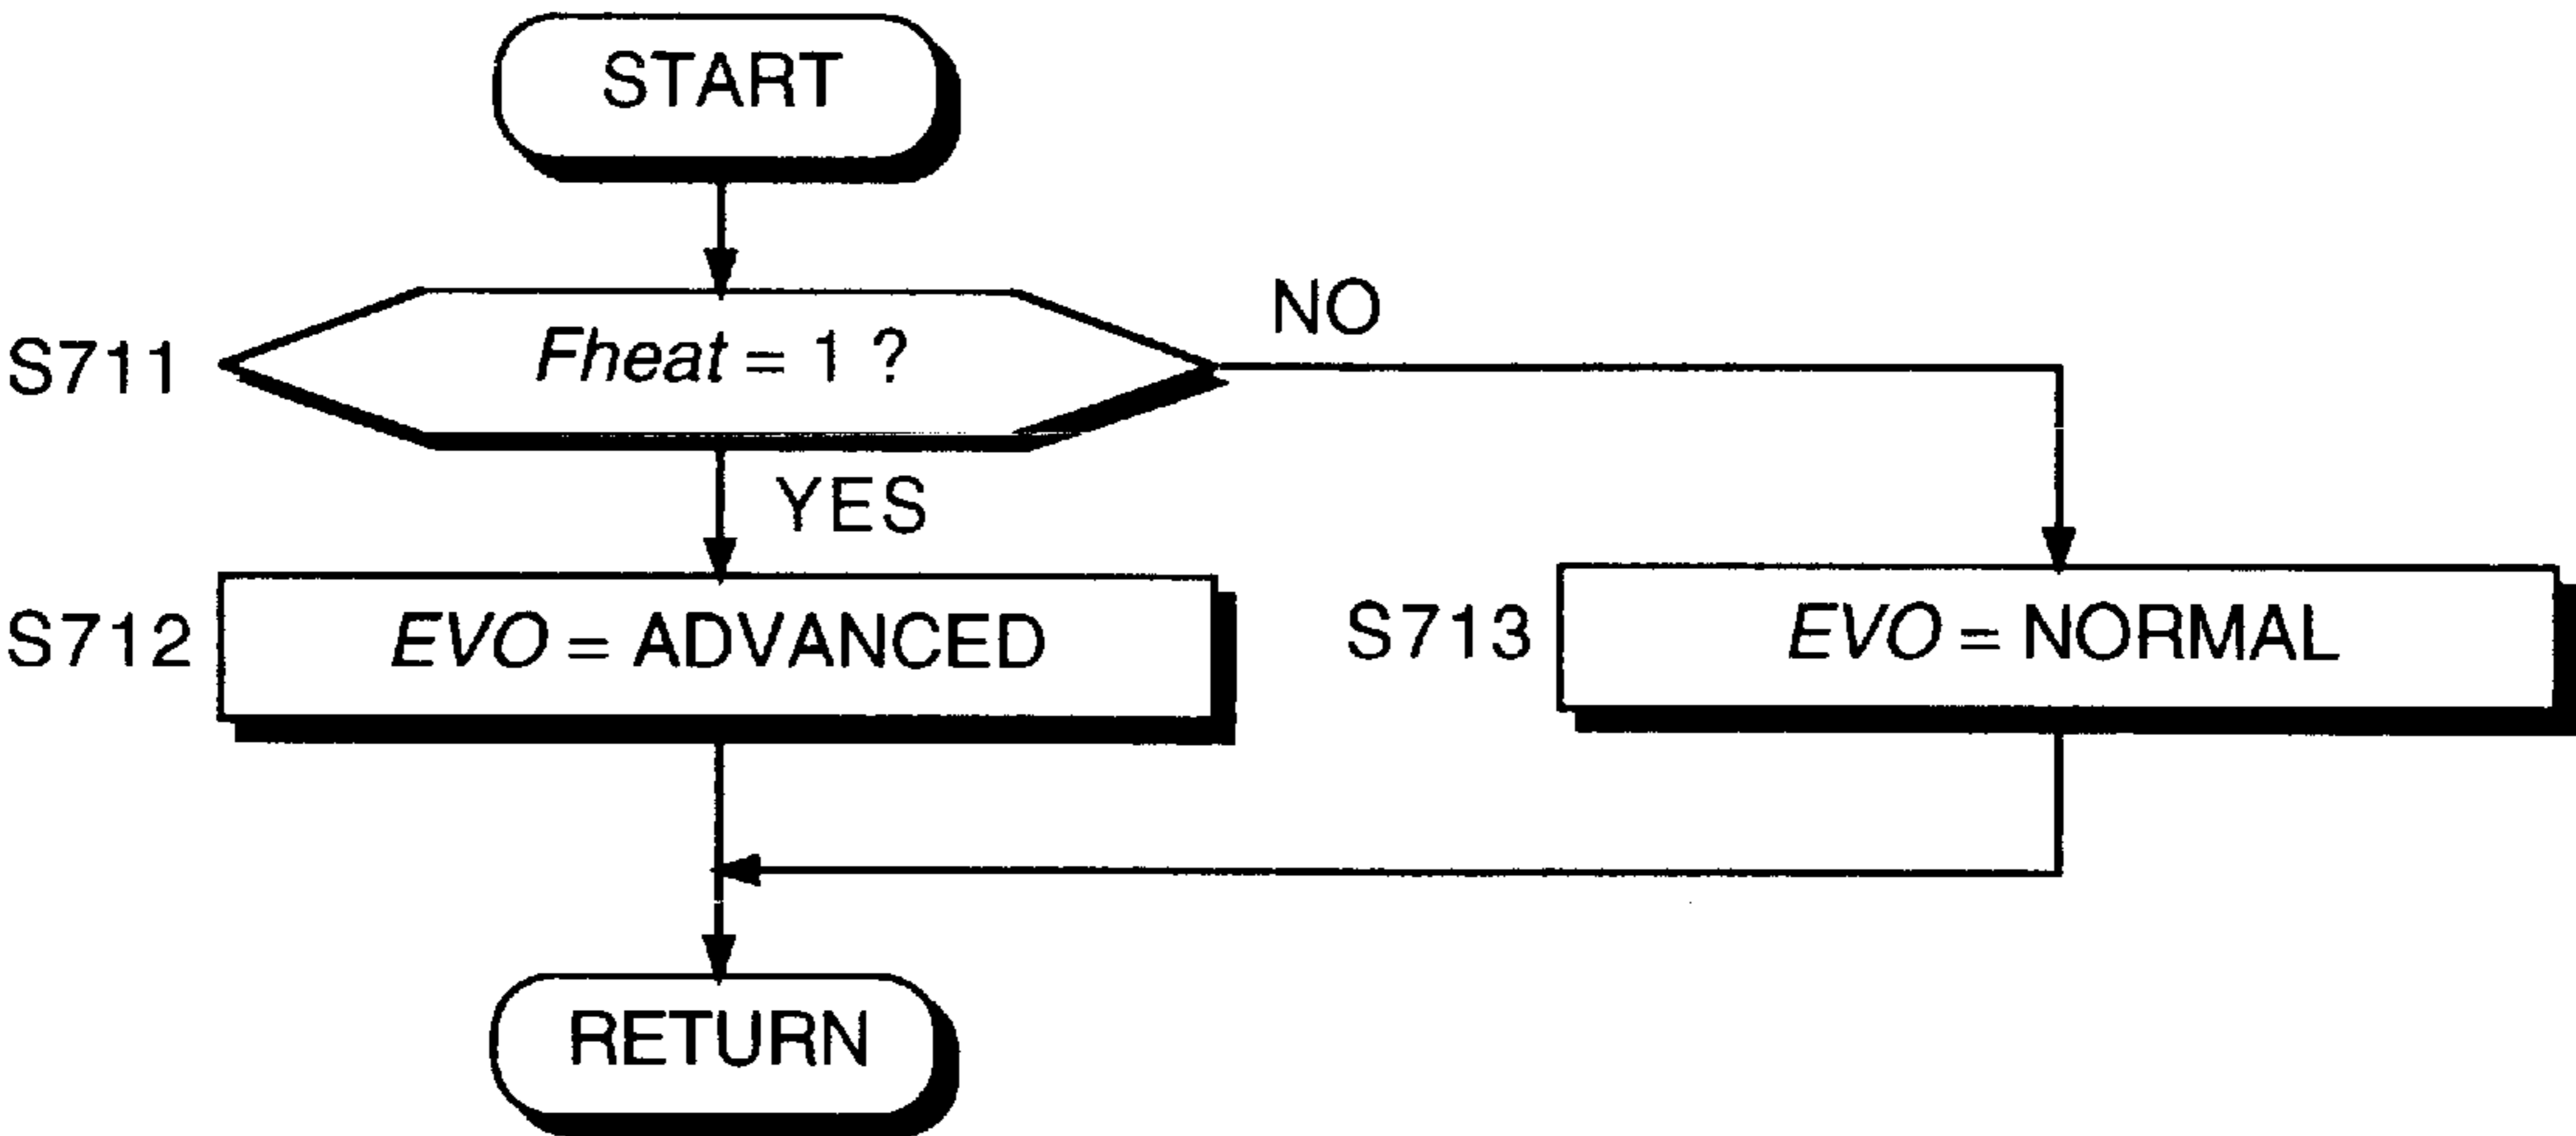 START
S711
Fheat = 1 ?
NO
YES
S712
EVO = ADVANCED
S713
EVO = NORMAL
RETURN